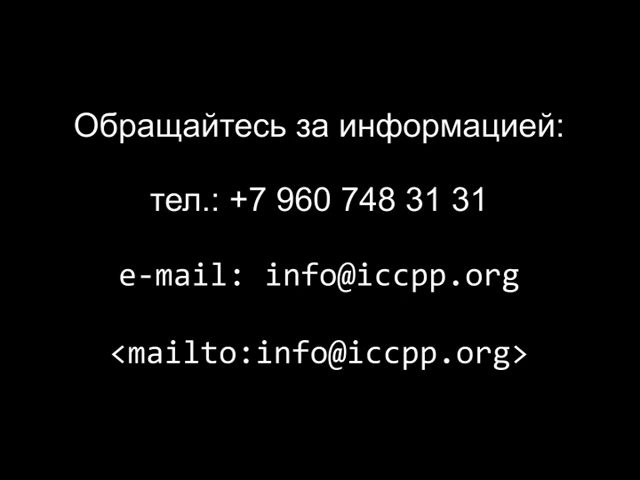 Обращайтесь за информацией:
тел.: +7 960 748 31 31
e-mail: info@iccpp.org
<mailto:info@iccpp.org>